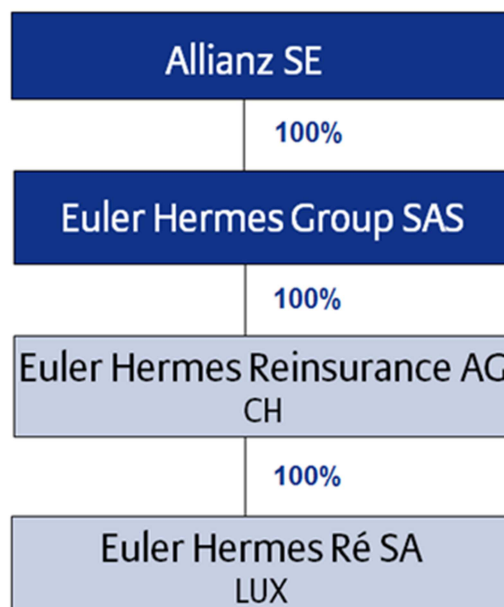 Allianz SE
100%
Euler Hermes Group SAS
100%
Euler Hermes Reinsurance AG
CH
100%
Euler Hermes Ré SA
LUX